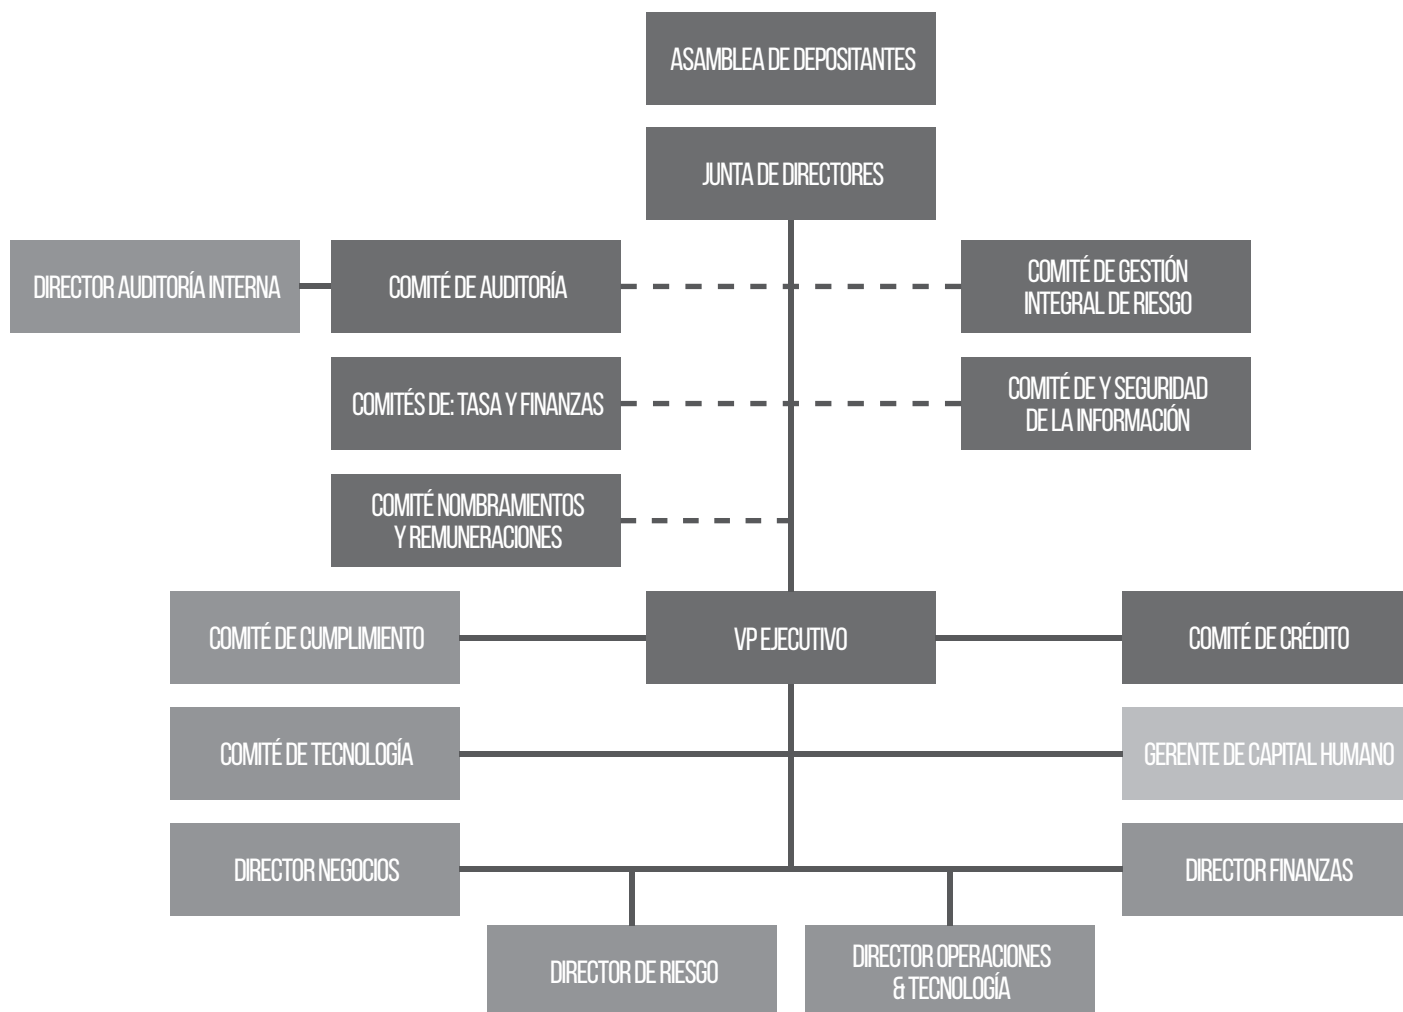 ASAMBLEA DE DEPOSITANTES
JUNTA DE DIRECTORES
DIRECTOR AUDITORÍA INTERNA
COMITÉ DE AUDITORÍA
COMITÉ DE GESTIÓN
INTEGRAL DE RIESGO
COMITÉS DE: TASA Y FINANZAS
COMITÉ DE Y SEGURIDAD
DE LA INFORMACIÓN
COMITÉ NOMBRAMIENTOS
Y REMUNERACIONES
COMITÉ DE CUMPLIMIENTO
VP EJECUTIVO
COMITÉ DE CRÉDITO
COMITÉ DE TECNOLOGÍA
GERENTE DE CAPITAL HUMANO
DIRECTOR NEGOCIOS
DIRECTOR FINANZAS
DIRECTOR DE RIESGO
DIRECTOR OPERACIONES
& TECNOLOGÍA